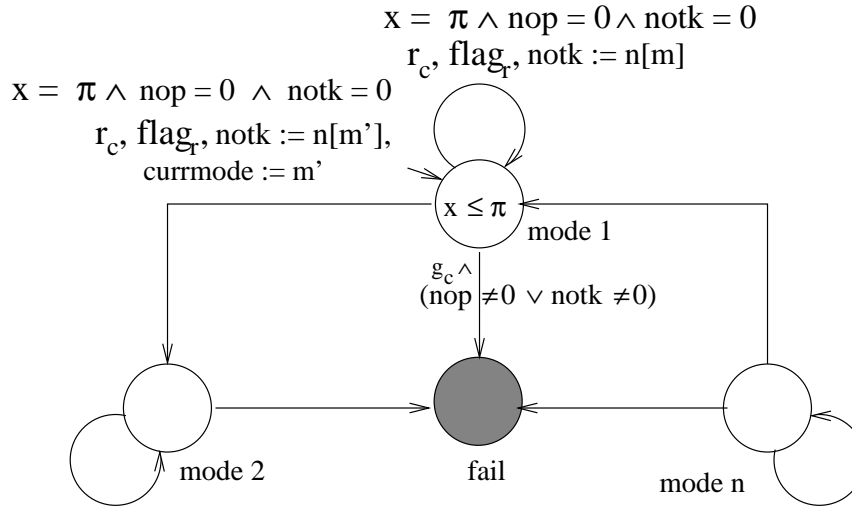 x = π ∧ nop = 0 ∧ notk = 0
r_c, flag_r, notk := n[m]
x = π ∧ nop = 0 ∧ notk = 0
r_c, flag_r, notk := n[m'],
currmode := m'
x ≤ π
mode 1
g_c ∧
(nop ≠0 ∨ notk ≠0)
mode 2
fail
mode n